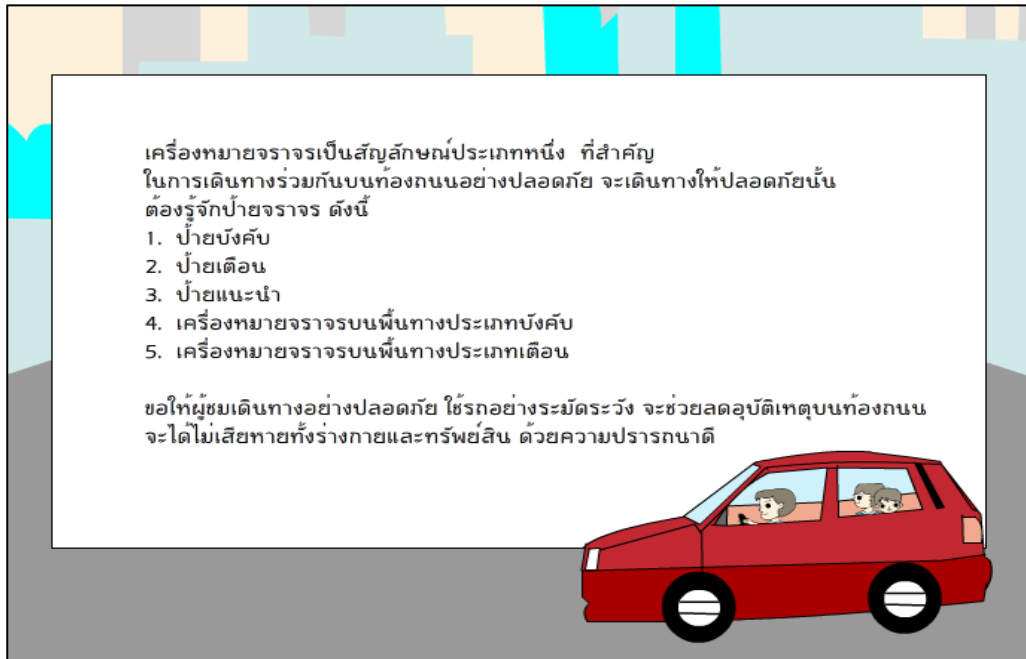 เครื่องหมายจราจรเป็นสัญลักษณ์ประเภทหนึ่ง ที่สำคัญ
ในการเดินทางร่วมกันบนท้องถนนอย่างปลอดภัย จะเดินทางให้ปลอดภัยนั้น
ต้องรู้จักป้ายจราจร ดังนี้
1. ป้ายบังคับ
2. ป้ายเตือน
3. ป้ายแนะนำ
4. เครื่องหมายจราจรบนพื้นทางประเภทบังคับ
5. เครื่องหมายจราจรบนพื้นทางประเภทเตือน
ขอให้ผู้ชมเดินทางอย่างปลอดภัย ใช้รถอย่างระมัดระวัง จะช่วยลดอุบัติเหตุบนท้องถนน
จะได้ไม่เสียหายทั้งร่างกายและทรัพย์สิน ด้วยความปรารถนาดี